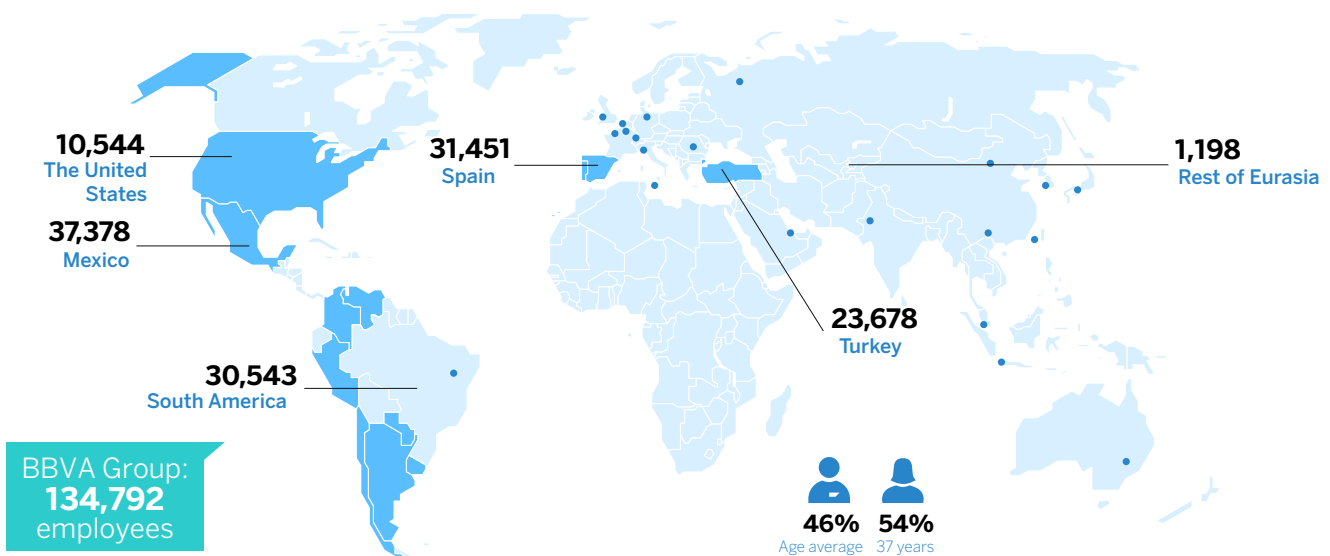 10,544
The United
States
37,378
Mexico
31,451
Spain
1,198
Rest of Eurasia
23,678
Turkey
30,543
South America
BBVA Group:
134,792
employees
46% 54%
Age average 37 years